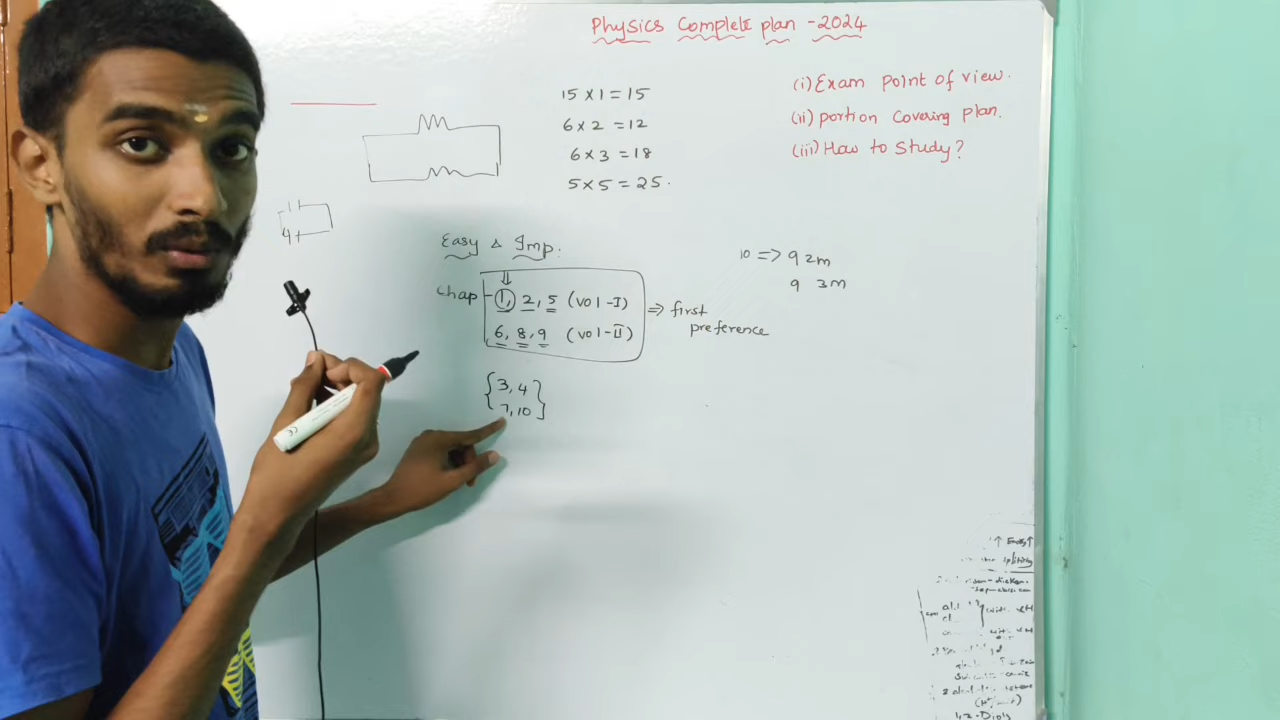 Physics Complete plan - 2024
(i) Exam point of view.
(ii) portion covering plan.
(iii) How to study?
15 x 1 = 15
6 x 2 = 12
6 x 3 = 18
5 x 5 = 25.
Easy & Imp.
Chap 1, 2, 5 (vol-I)
6, 8, 9 (vol-II)
=> first preference
{3, 4
7, 10}
10 => 9 2m
9 3m